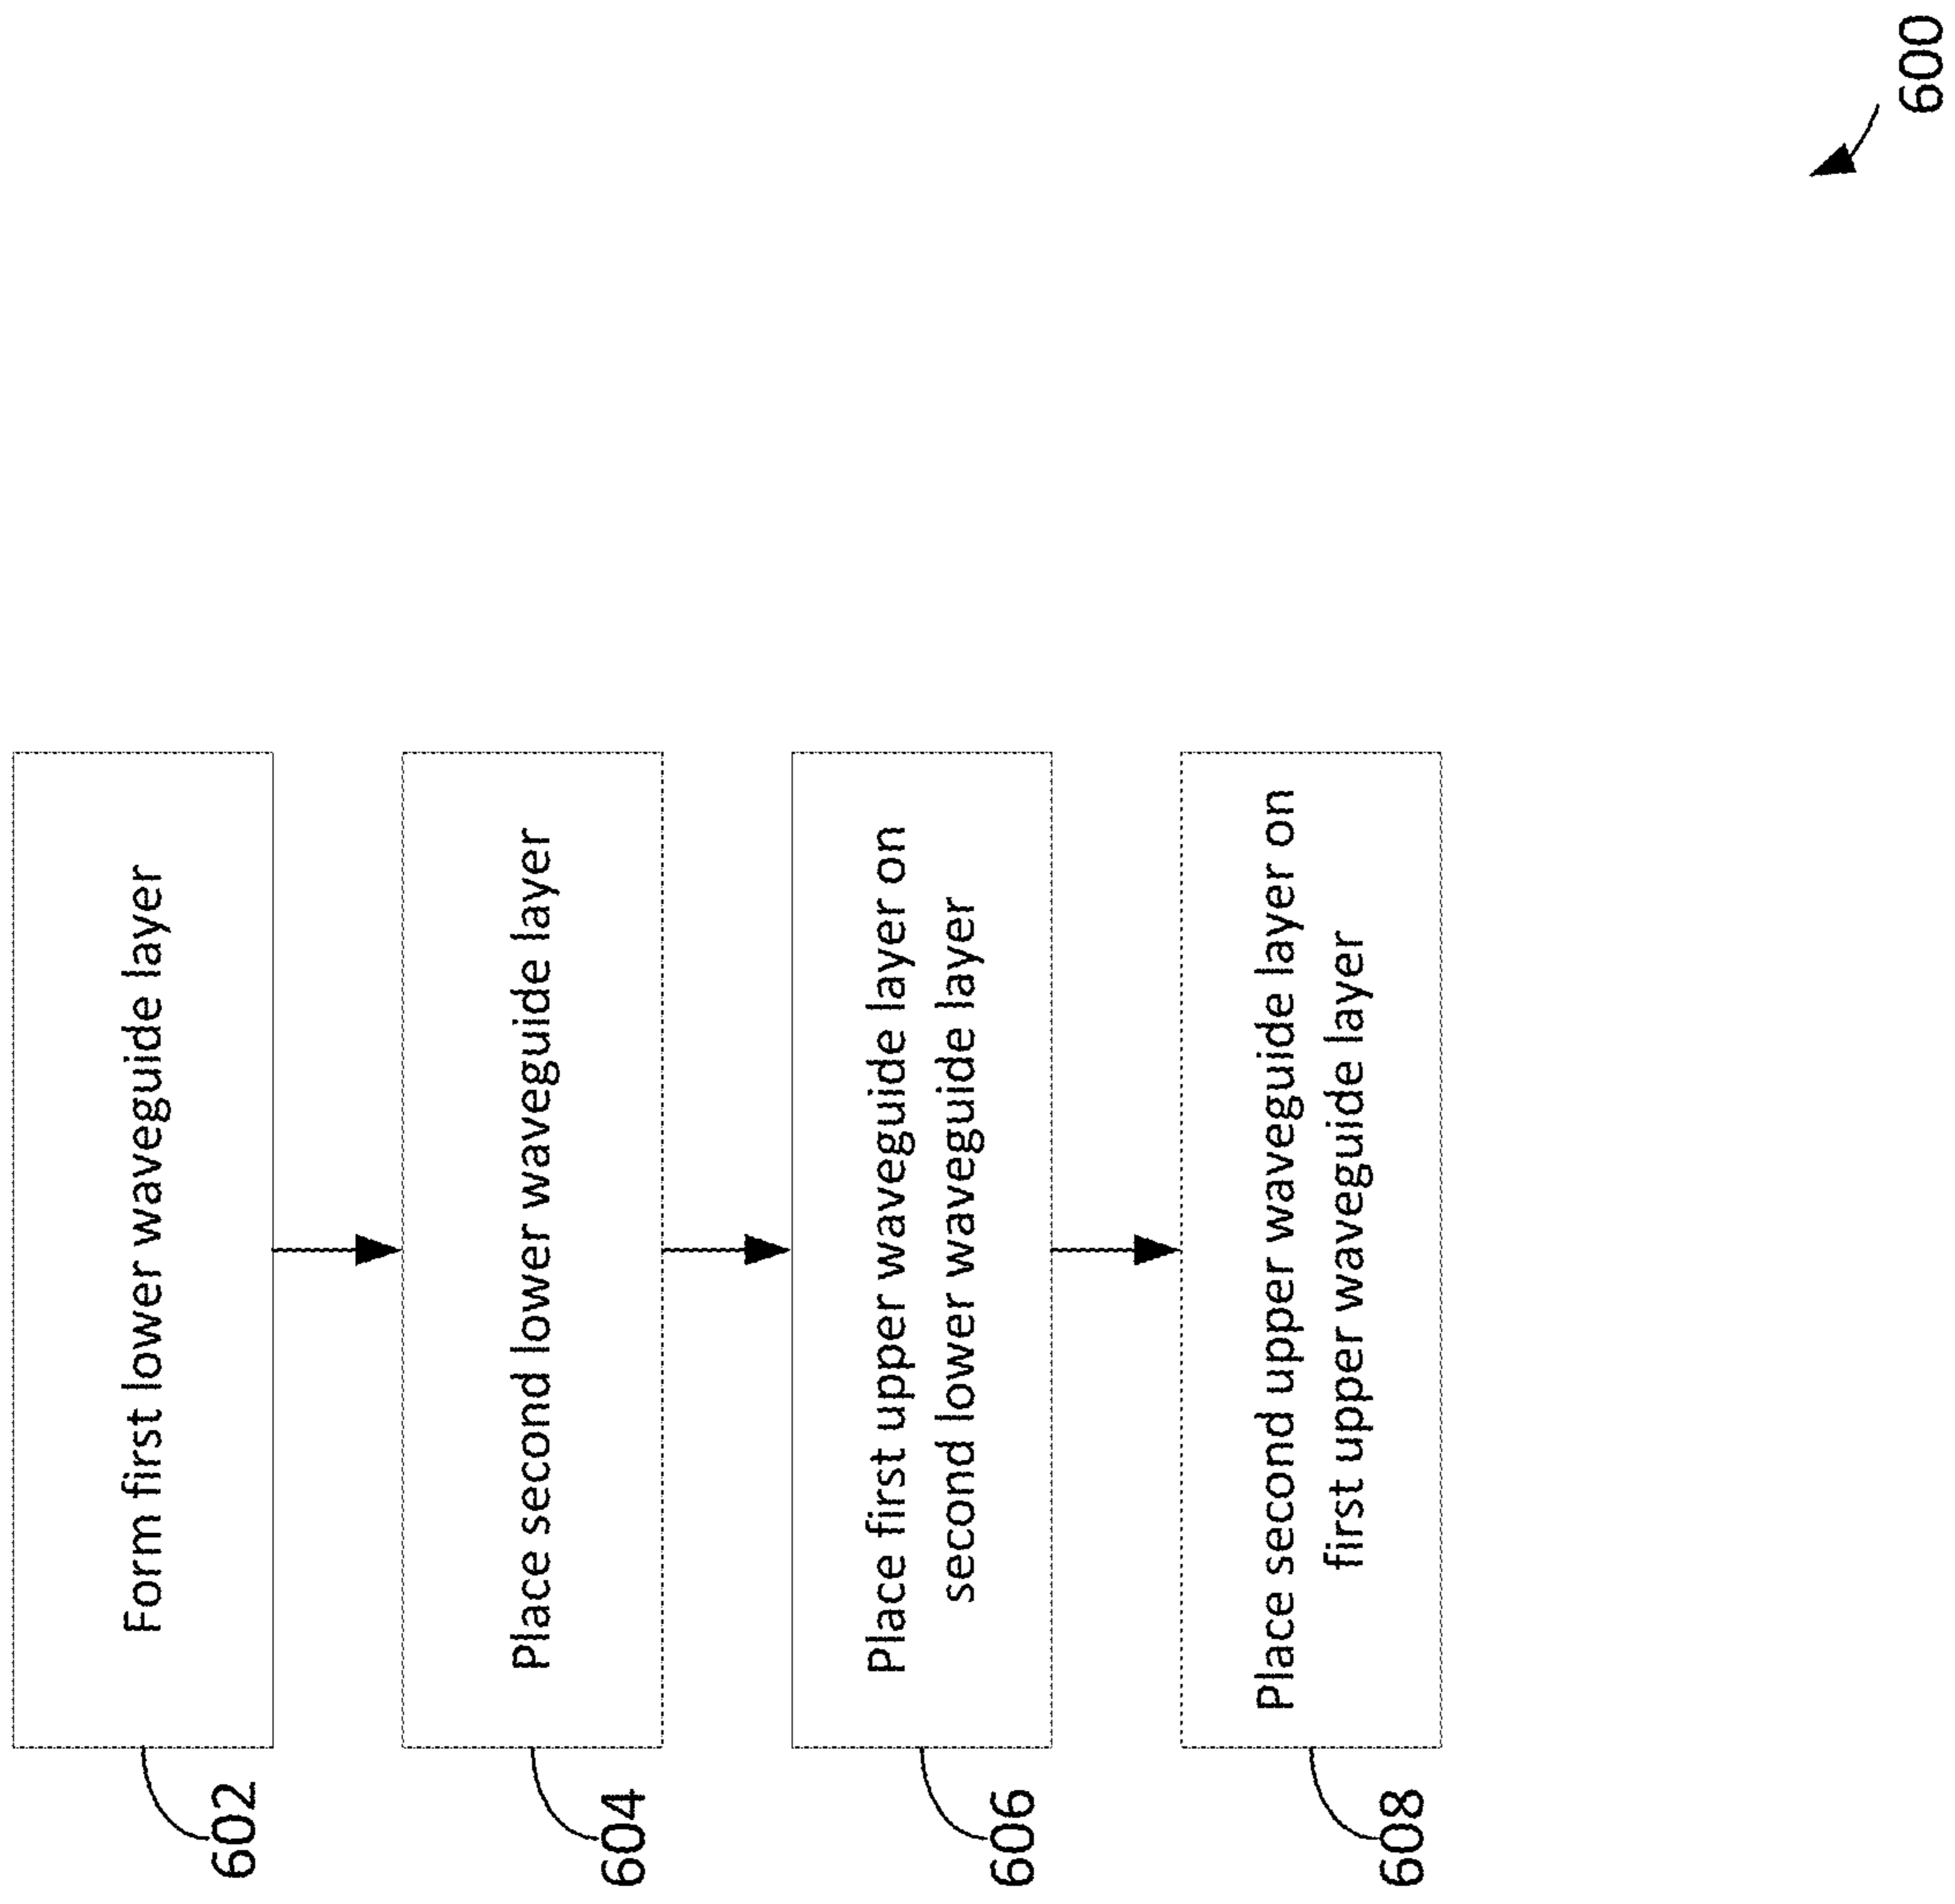 602
Form first lower waveguide layer
604
Place second lower waveguide layer
606
Place first upper waveguide layer on
second lower waveguide layer
608
Place second upper waveguide layer on
first upper waveguide layer
600